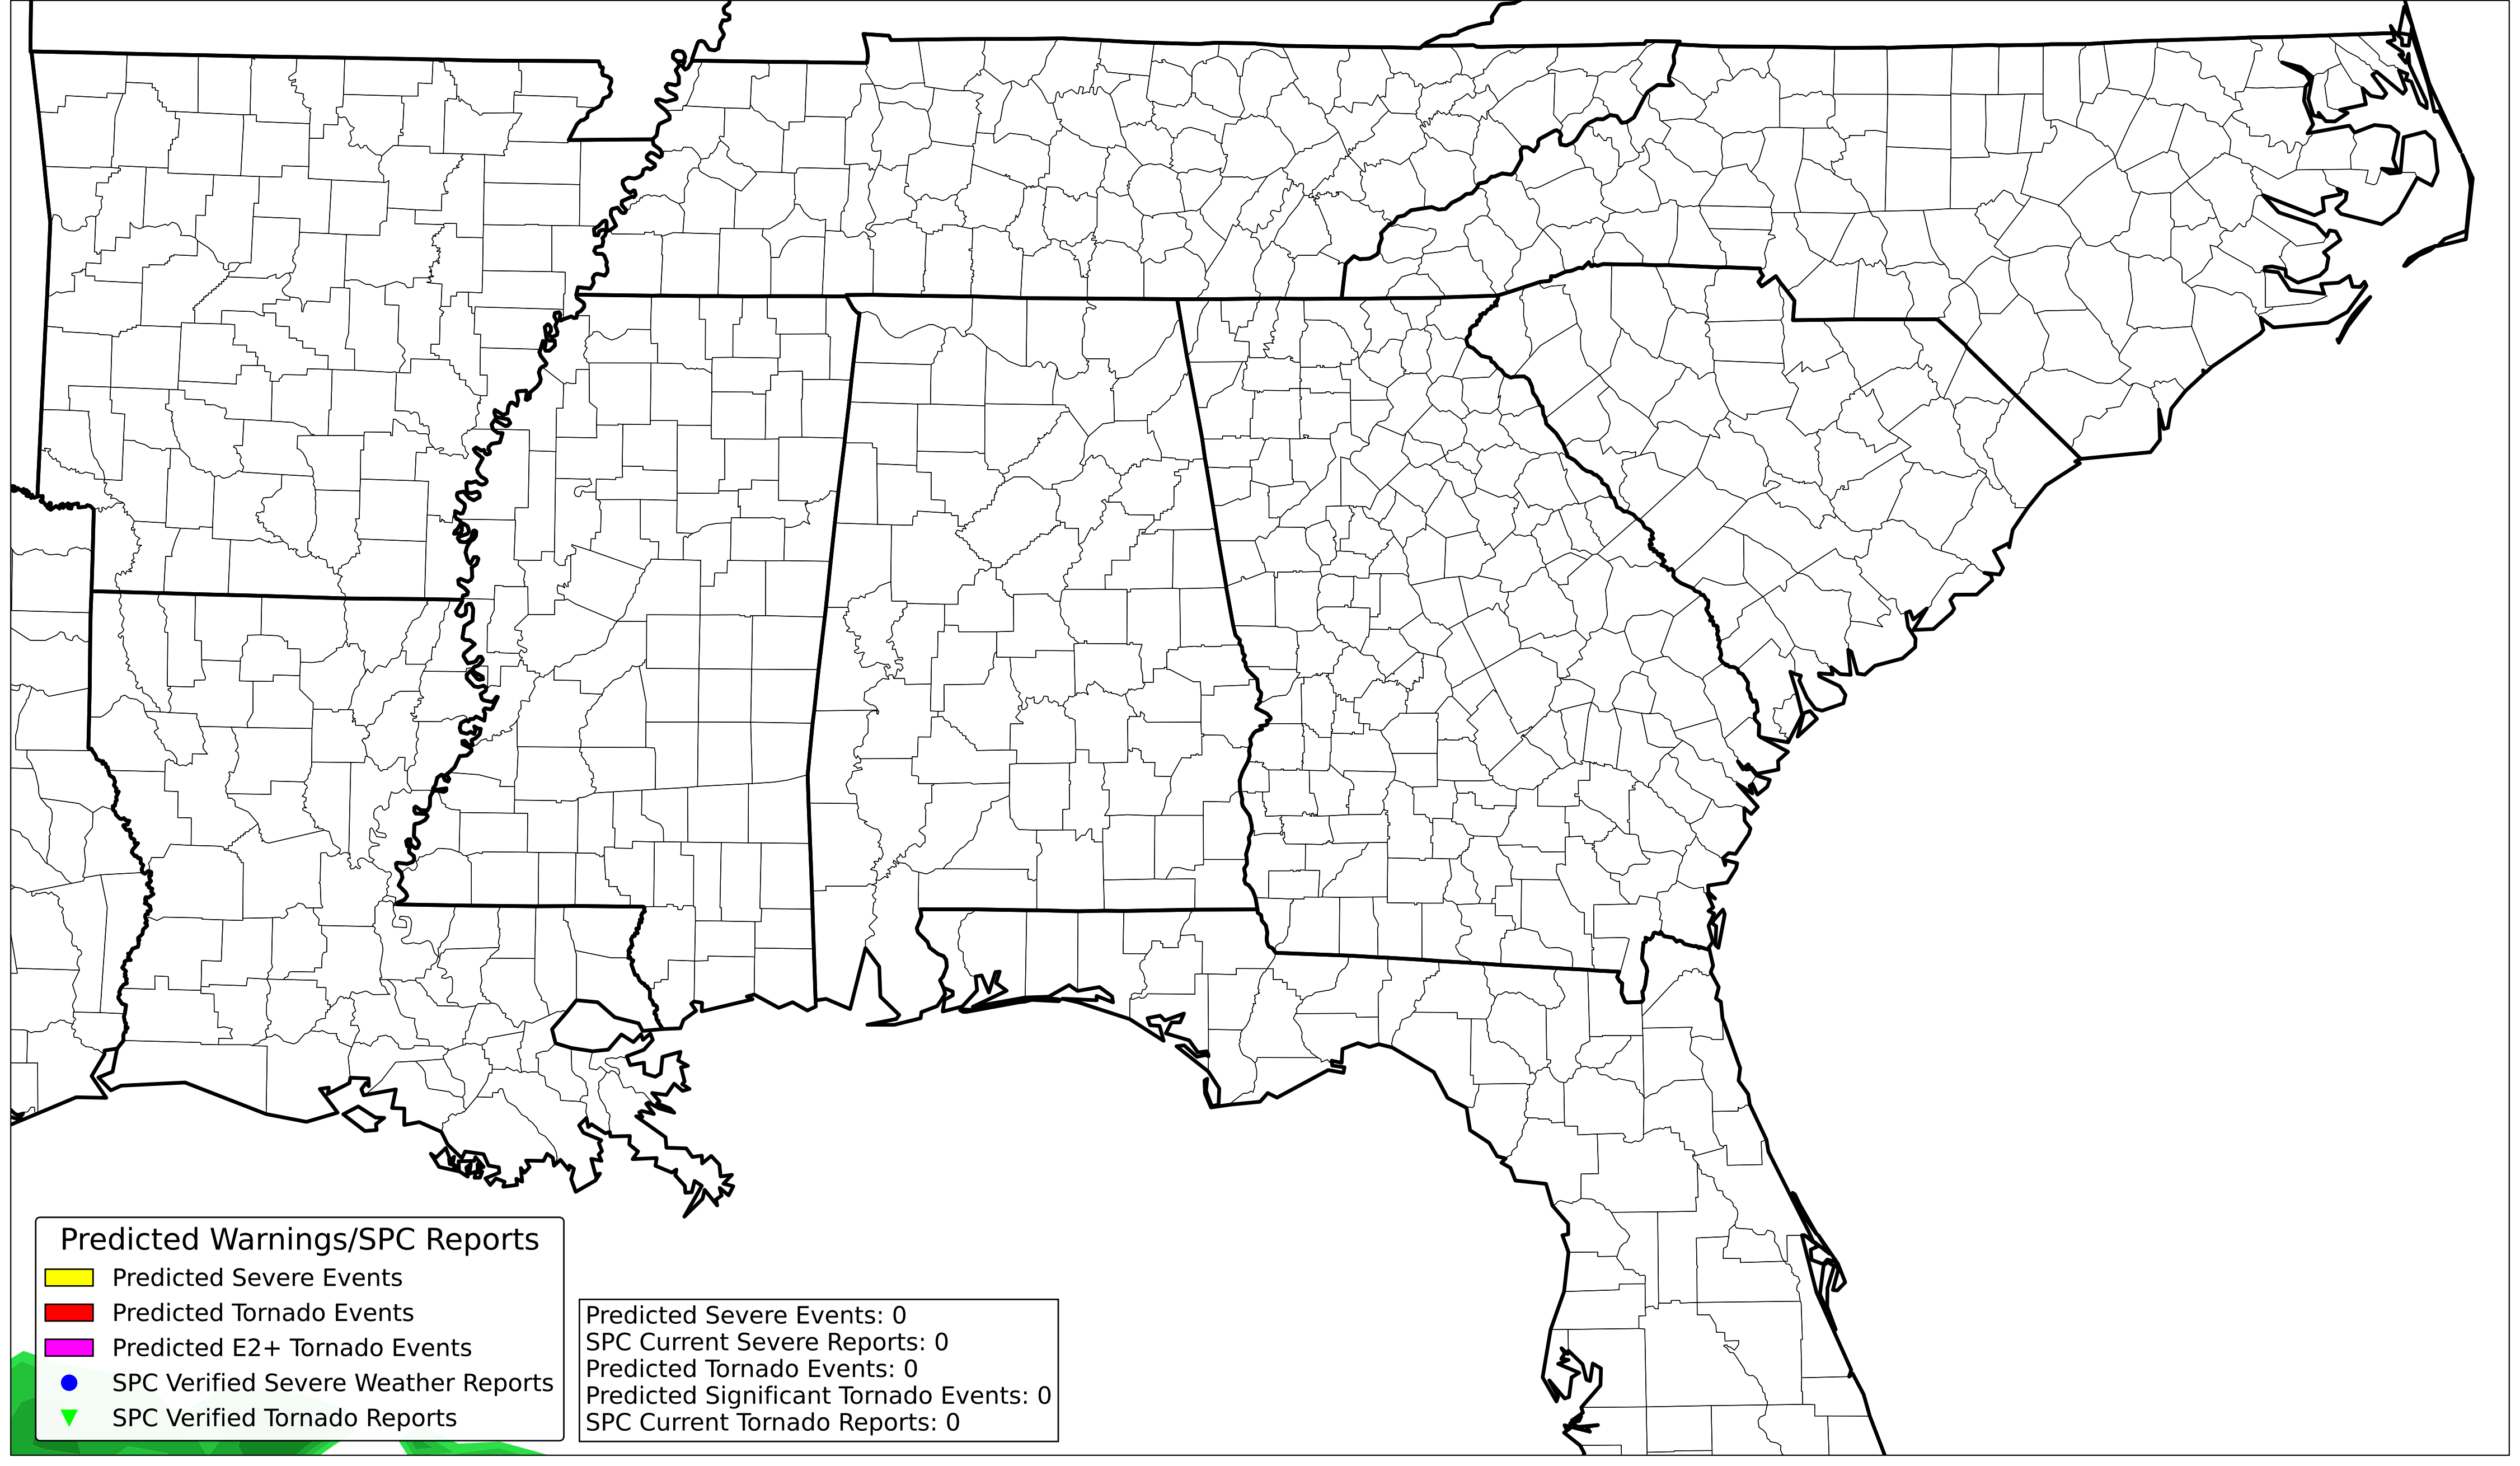 Predicted Warnings/SPC Reports
Predicted Severe Events
Predicted Tornado Events
Predicted E2+ Tornado Events
SPC Verified Severe Weather Reports
SPC Verified Tornado Reports
Predicted Severe Events: 0
SPC Current Severe Reports: 0
Predicted Tornado Events: 0
Predicted Significant Tornado Events: 0
SPC Current Tornado Reports: 0